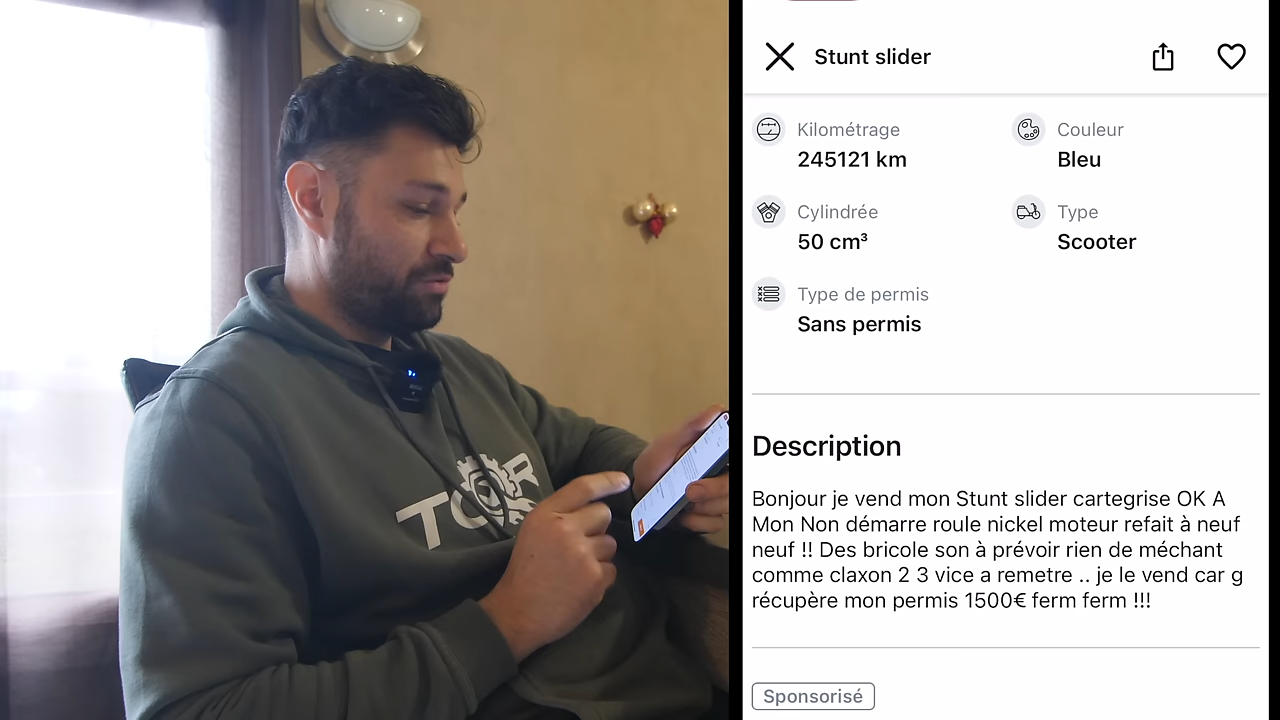 TCOR
Stunt slider
Kilométrage
245121 km
Couleur
Bleu
Cylindrée
50 cm³
Type
Scooter
Type de permis
Sans permis
Description
Bonjour je vend mon Stunt slider cartegrise OK A
Mon Non démarre roule nickel moteur refait à neuf
neuf !! Des bricole son à prévoir rien de méchant
comme claxon 2 3 vice a remetre .. je le vend car g
récupère mon permis 1500€ ferm ferm !!!
Sponsorisé